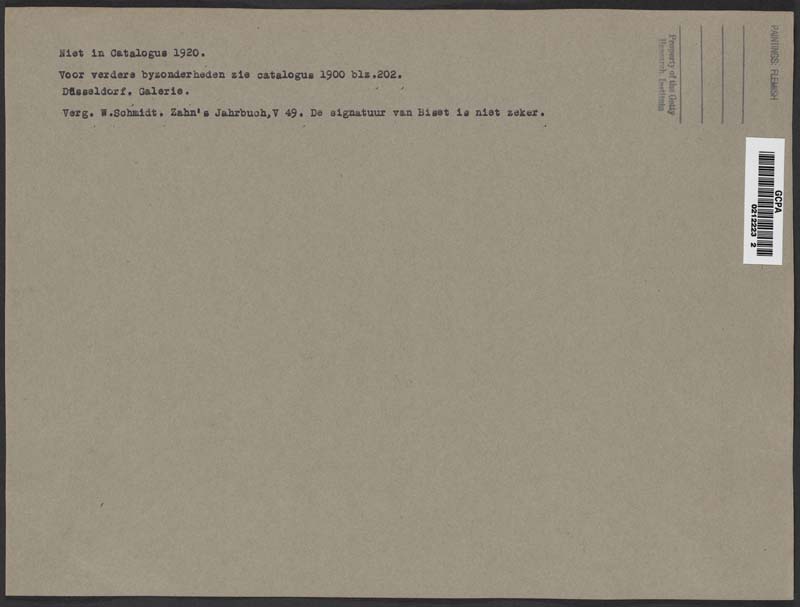 Niet in Catalogus 1920.
Voor verdere byzonderheden zie catalogus 1900 blz.202.
Düsseldorf. Galerie.
Verg. W.Schmidt. Zahn's Jahrbuch,V 49. De signatuur van Biset is niet zeker.
PAINTINGS: FLEMISH
Property of the Getty
Research Institute
GCPA
0212223 2